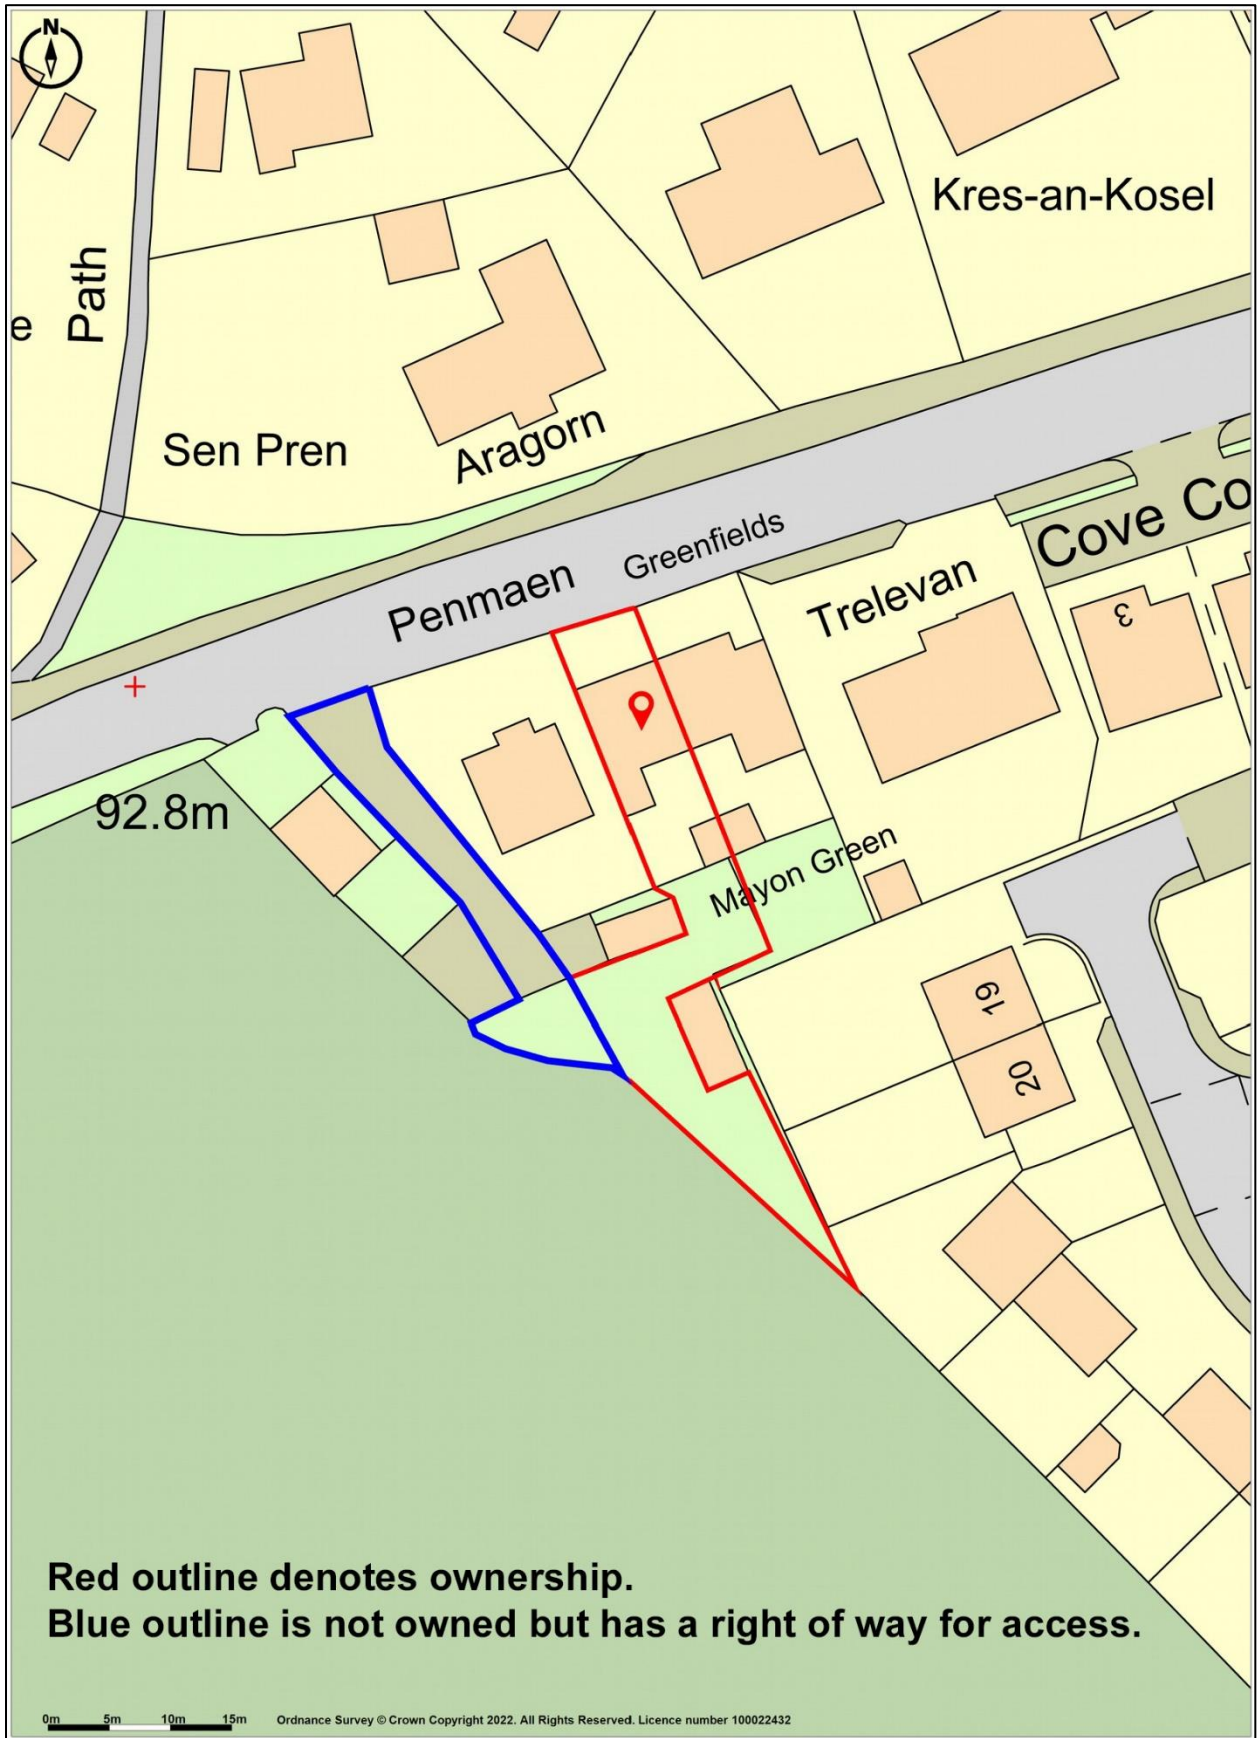 N
Kres-an-Kosel
Path
e
Sen Pren
Aragorn
Cove Co
Greenfields
Penmaen
Trelevan
3
92.8m
Mayon Green
19
20
Red outline denotes ownership.
Blue outline is not owned but has a right of way for access.
0m 5m 10m 15m
Ordnance Survey © Crown Copyright 2022. All Rights Reserved. Licence number 100022432